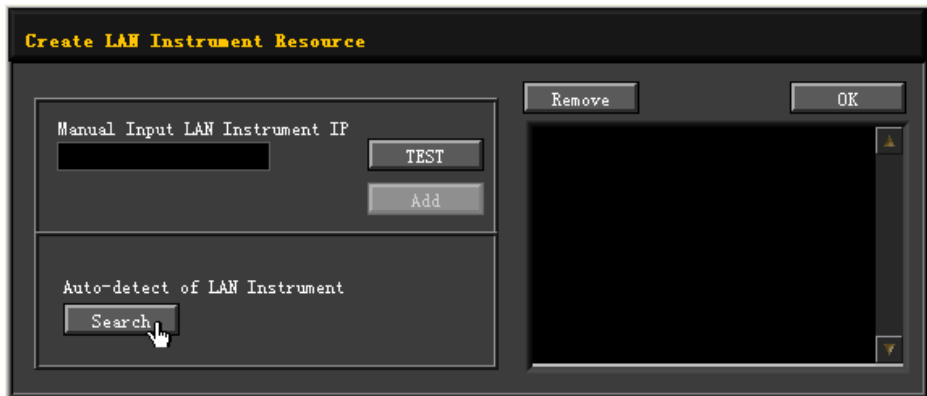 Create LAN Instrument Resource
Remove
OK
Manual Input LAN Instrument IP
TEST
Add
Auto-detect of LAN Instrument
Search